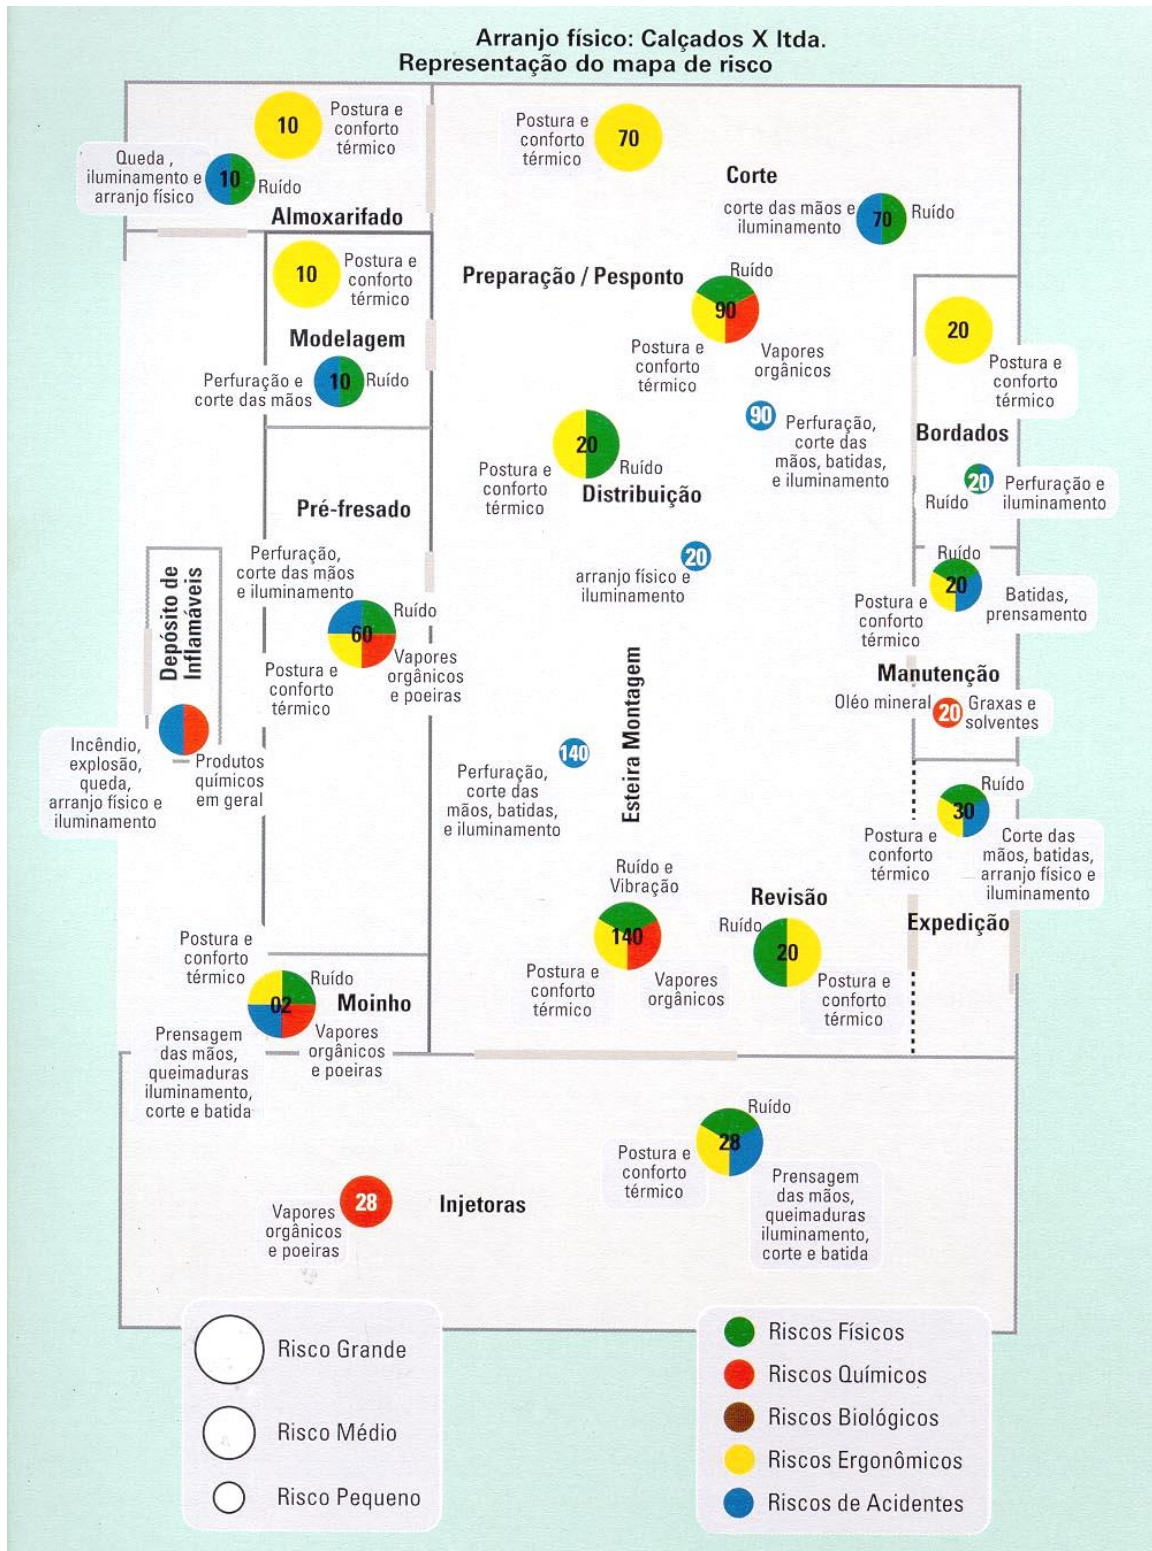 Arranjo físico: Calçados X ltda.
Representação do mapa de risco
10
Postura e
conforto
térmico
Queda ,
iluminamento e
arranjo físico
10
Ruído
Almoxarifado
Postura e
conforto
térmico
70
Corte
corte das mãos e
iluminamento
70
Ruído
10
Postura e
conforto
térmico
Modelagem
Perfuração e
corte das mãos
10
Ruído
Preparação / Pesponto
Ruído
90
Postura e
conforto
térmico
Vapores
orgânicos
90
Perfuração,
corte das
mãos, batidas,
e iluminamento
20
Postura e
conforto
térmico
Bordados
20
Ruído
Perfuração e
iluminamento
20
Postura e
conforto
térmico
Ruído
Distribuição
20
arranjo físico e
iluminamento
Pré-fresado
Perfuração,
corte das mãos
e iluminamento
Ruído
60
Postura e
conforto
térmico
Vapores
orgânicos
e poeiras
Depósito de
Inflamáveis
Incêndio,
explosão,
queda,
arranjo físico e
iluminamento
Produtos
químicos
em geral
Ruído
20
Postura e
conforto
térmico
Batidas,
prensamento
Manutenção
Oléo mineral
20
Graxas e
solventes
Esteira Montagem
140
Perfuração,
corte das
mãos, batidas,
e iluminamento
Ruído e
Vibração
140
Postura e
conforto
térmico
Vapores
orgânicos
Revisão
Ruído
20
Postura e
conforto
térmico
Ruído
30
Postura e
conforto
térmico
Corte das
mãos, batidas,
arranjo físico e
iluminamento
Expedição
Postura e
conforto
térmico
Ruído
02
Moinho
Prensagem
das mãos,
queimaduras
iluminamento,
corte e batida
Vapores
orgânicos
e poeiras
Ruído
28
Postura e
conforto
térmico
Prensagem
das mãos,
queimaduras
iluminamento,
corte e batida
28
Vapores
orgânicos
e poeiras
Injetoras
Risco Grande
Risco Médio
Risco Pequeno
Riscos Físicos
Riscos Químicos
Riscos Biológicos
Riscos Ergonômicos
Riscos de Acidentes